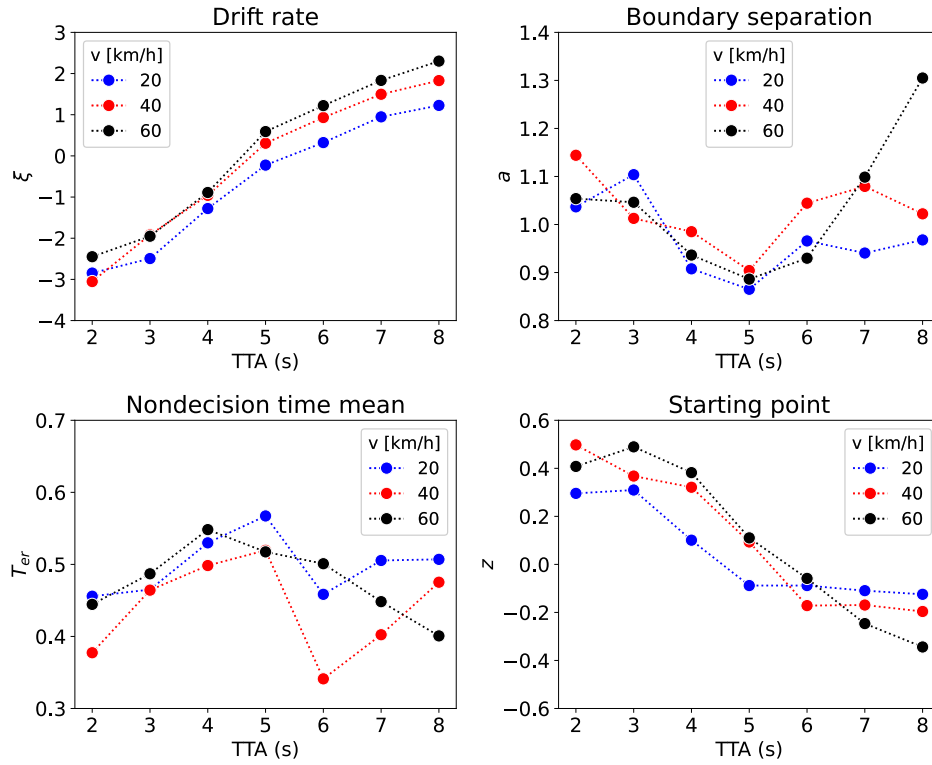 Drift rate
v [km/h]
20
40
60
3
2
1
0
−1
−2
−3
−4
ξ
2 3 4 5 6 7 8
TTA (s)
Boundary separation
v [km/h]
20
40
60
1.4
1.3
1.2
1.1
1.0
0.9
0.8
a
2 3 4 5 6 7 8
TTA (s)
Nondecision time mean
v [km/h]
20
40
60
0.7
0.6
0.5
0.4
0.3
T_er
2 3 4 5 6 7 8
TTA (s)
Starting point
v [km/h]
20
40
60
0.6
0.4
0.2
0.0
−0.2
−0.4
−0.6
z
2 3 4 5 6 7 8
TTA (s)